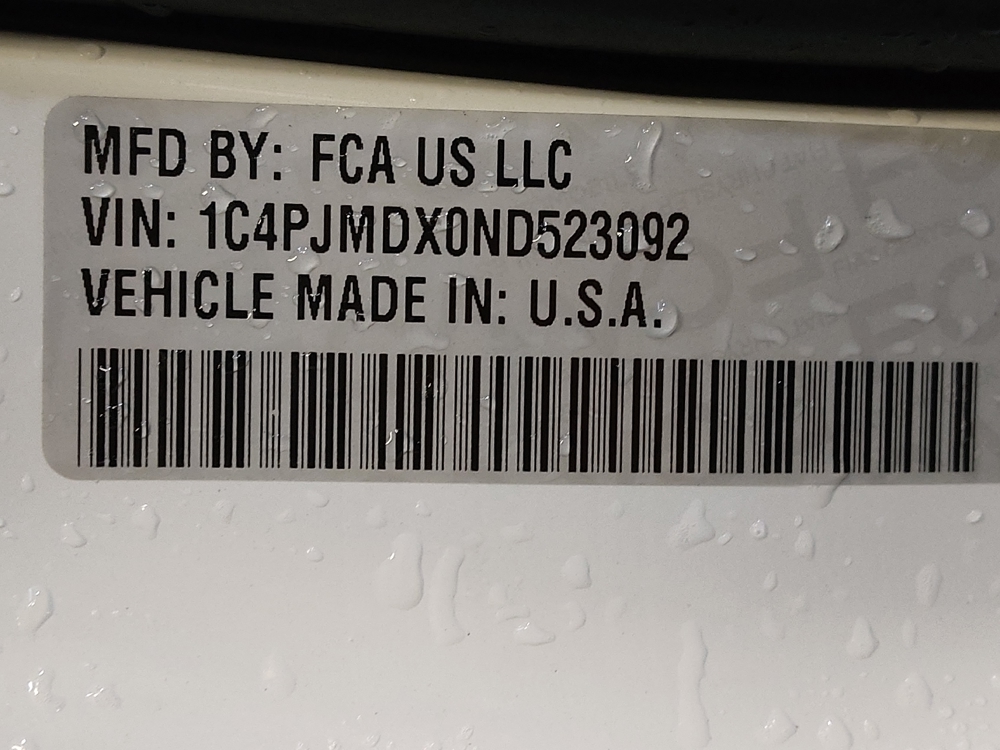 MFD BY: FCA US LLC
VIN: 1C4PJMDX0ND523092
VEHICLE MADE IN: U.S.A.